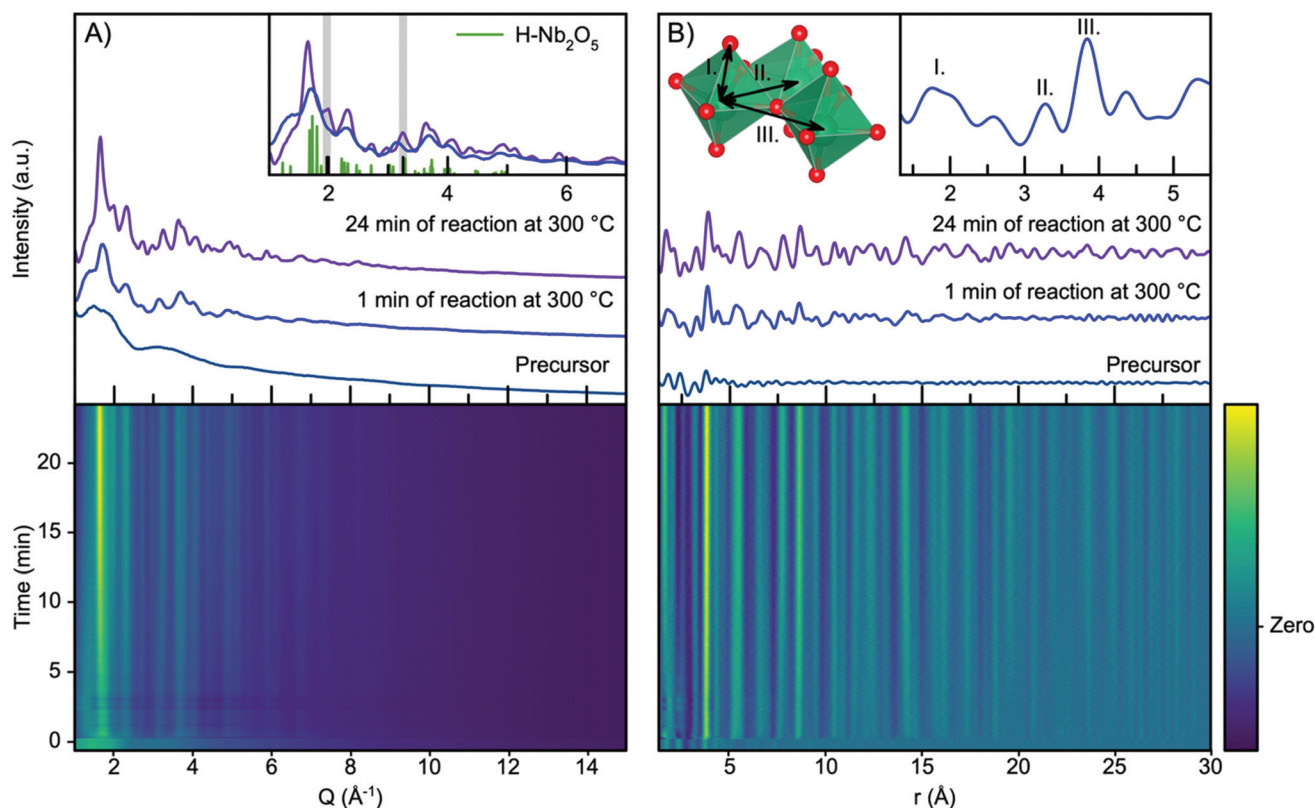 A)
H-Nb₂O₅
2 4 6
Intensity (a.u.)
24 min of reaction at 300 °C
1 min of reaction at 300 °C
Precursor
20
15
10
5
0
Time (min)
2 4 6 8 10 12 14
Q (Å⁻¹)
B)
I.
II.
III.
I.
II.
III.
2 3 4 5
24 min of reaction at 300 °C
1 min of reaction at 300 °C
Precursor
5 10 15 20 25 30
r (Å)
Zero